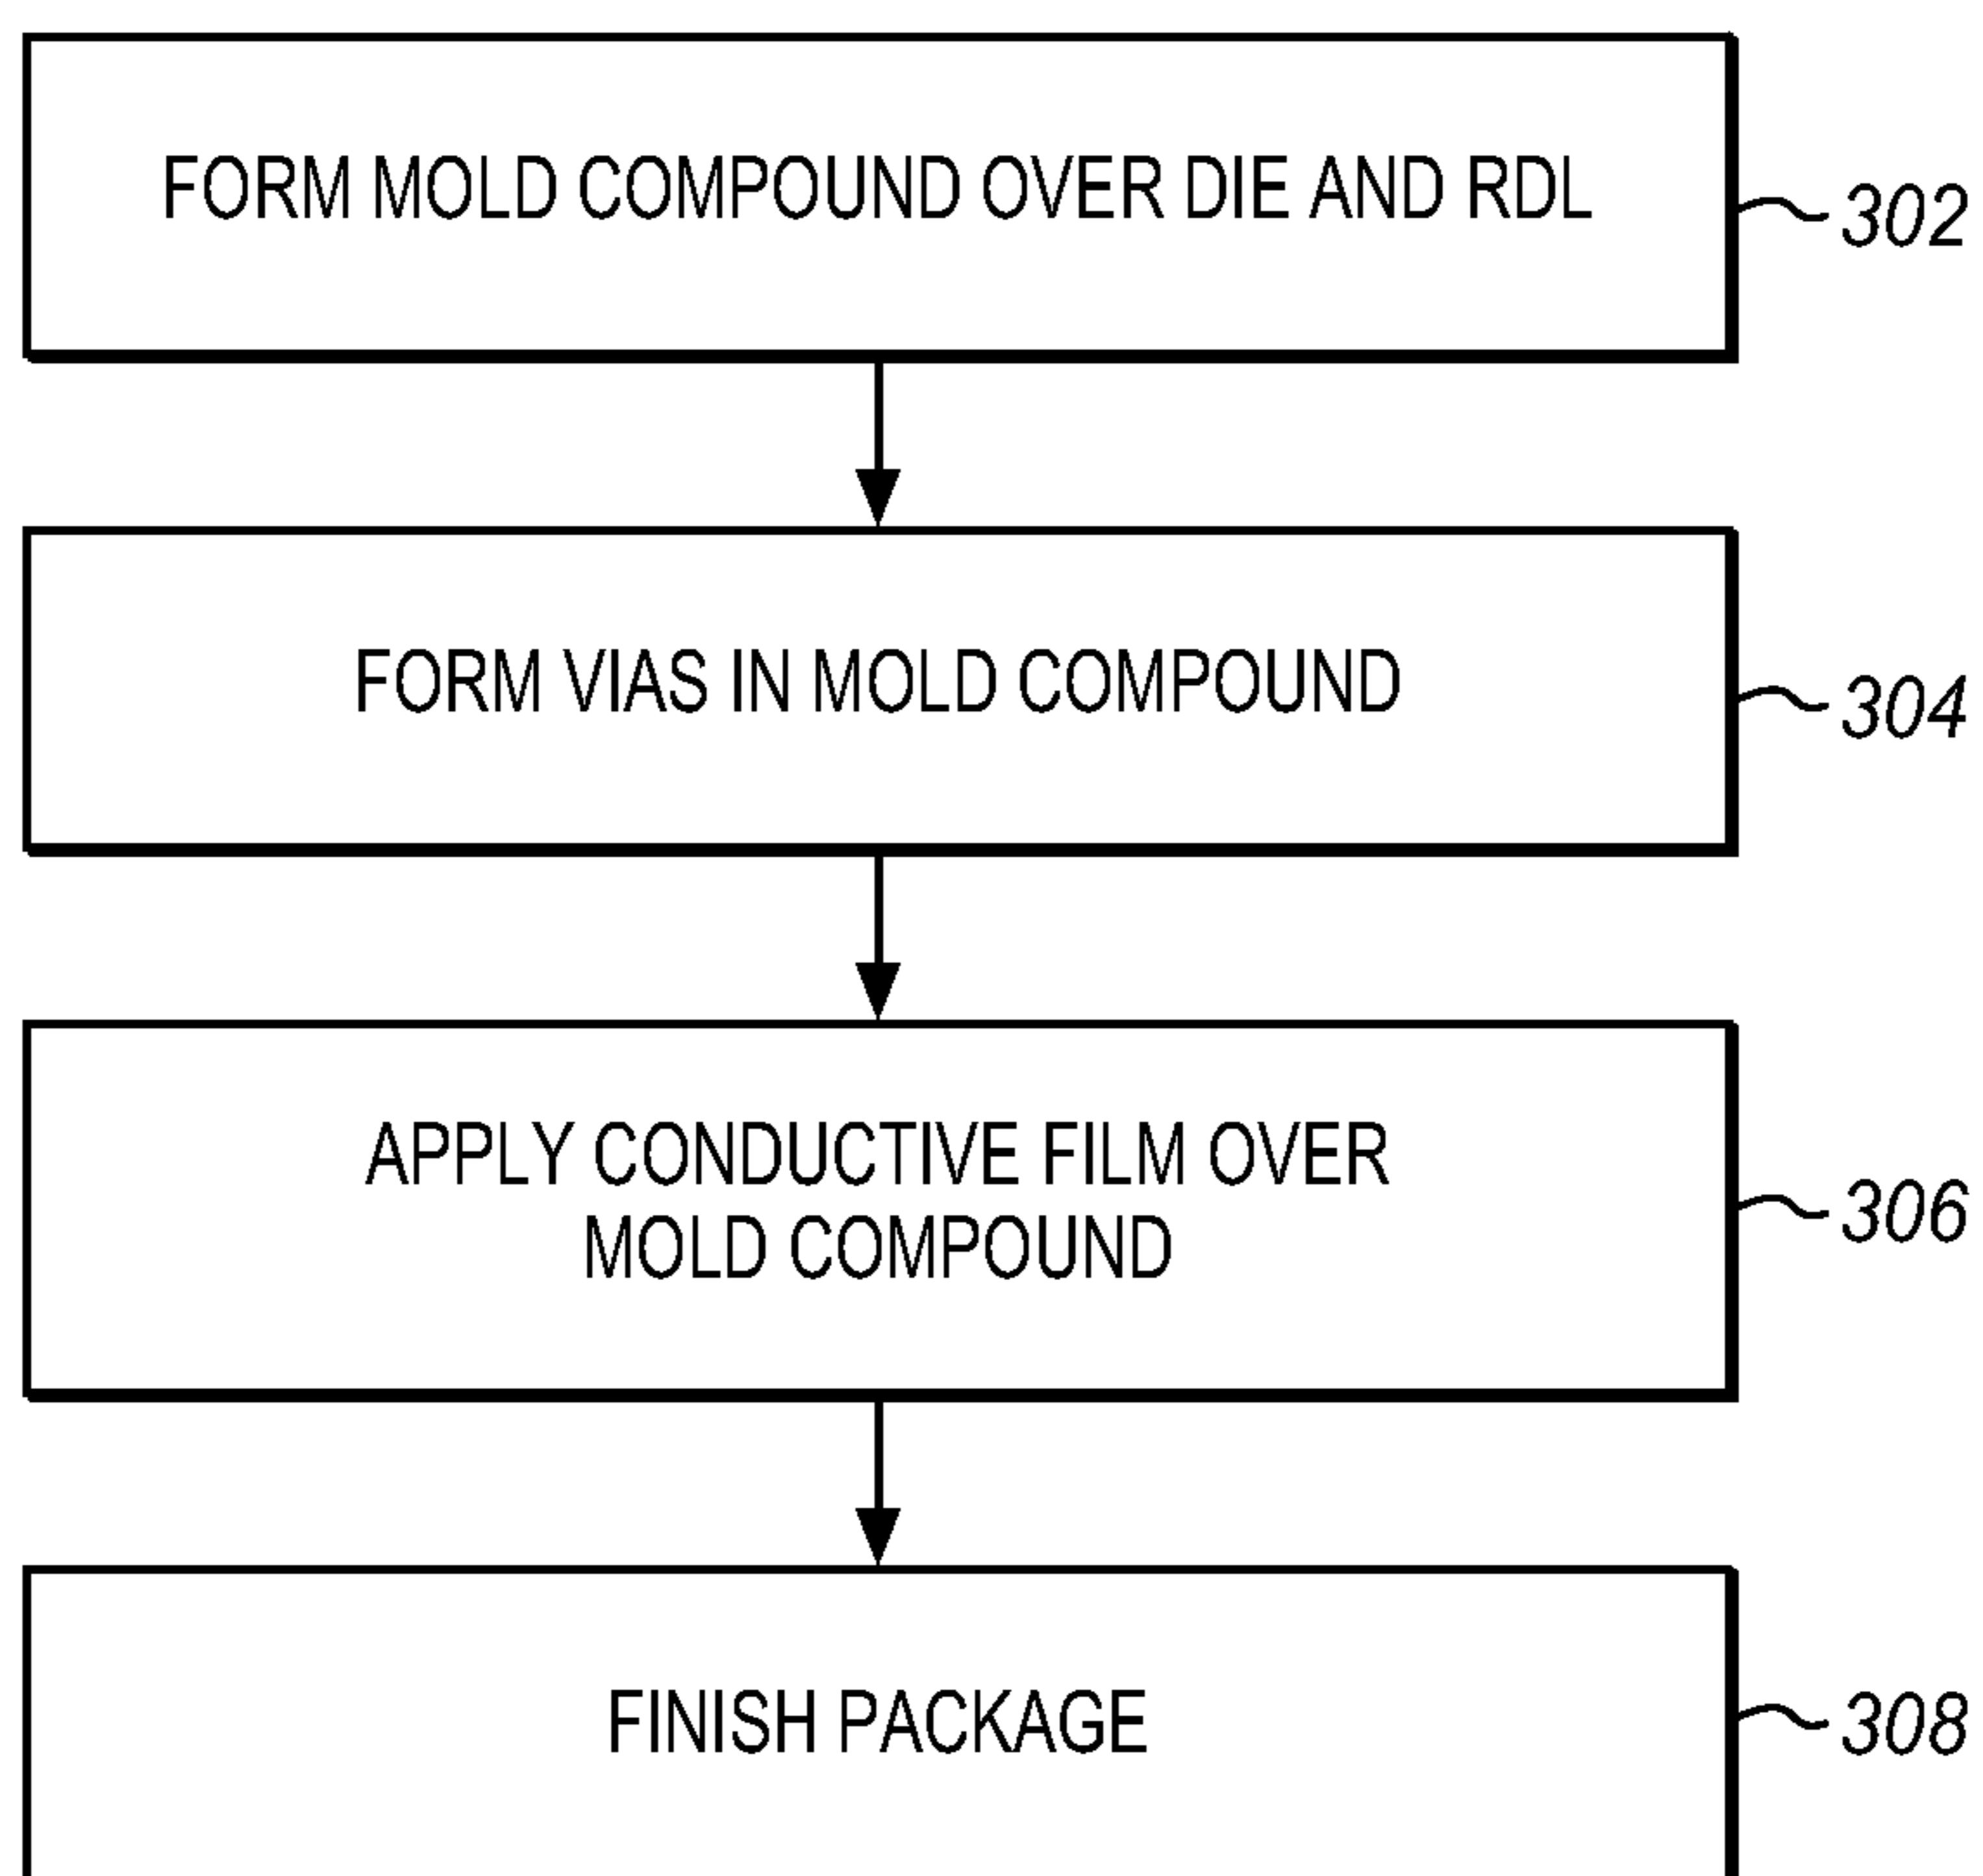 FORM MOLD COMPOUND OVER DIE AND RDL
302
FORM VIAS IN MOLD COMPOUND
304
APPLY CONDUCTIVE FILM OVER
MOLD COMPOUND
306
FINISH PACKAGE
308